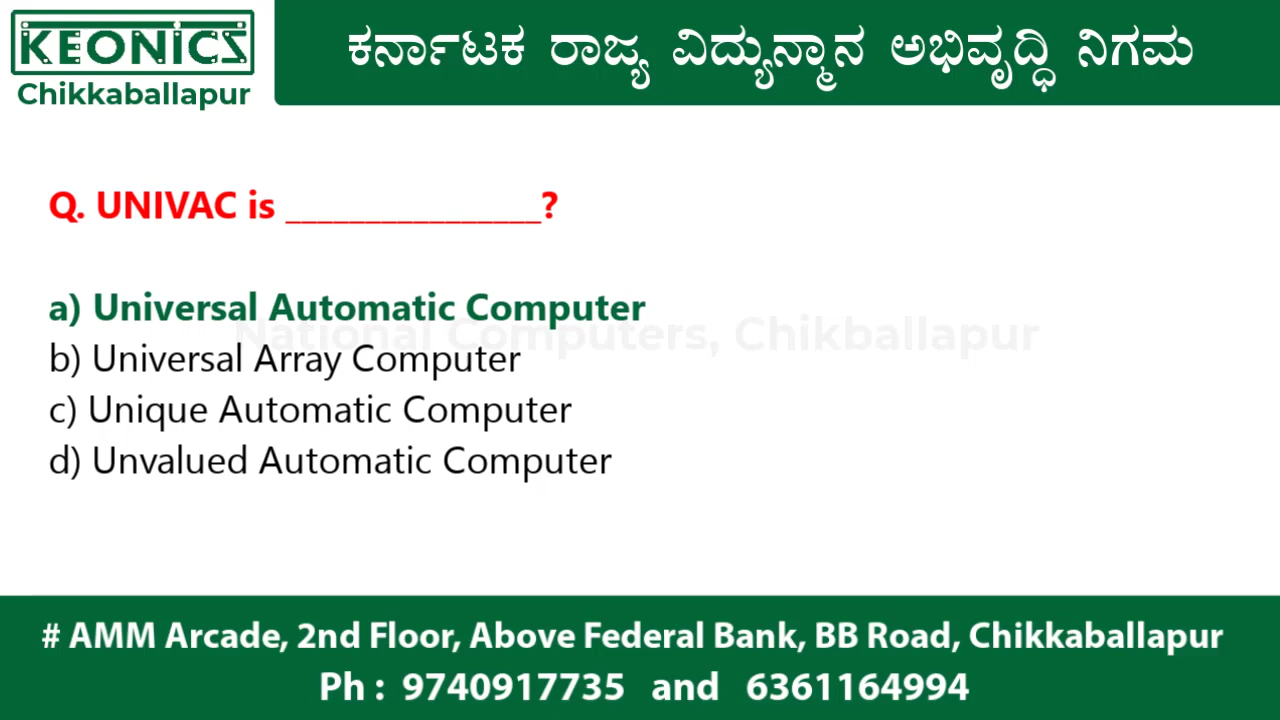 KEONICS
Chikkaballapur
ಕರ್ನಾಟಕ ರಾಜ್ಯ ವಿದ್ಯುನ್ಮಾನ ಅಭಿವೃದ್ಧಿ ನಿಗಮ
Q. UNIVAC is ________________?
a) Universal Automatic Computer
National Computers, Chikballapur
b) Universal Array Computer
c) Unique Automatic Computer
d) Unvalued Automatic Computer
# AMM Arcade, 2nd Floor, Above Federal Bank, BB Road, Chikkaballapur
Ph : 9740917735 and 6361164994